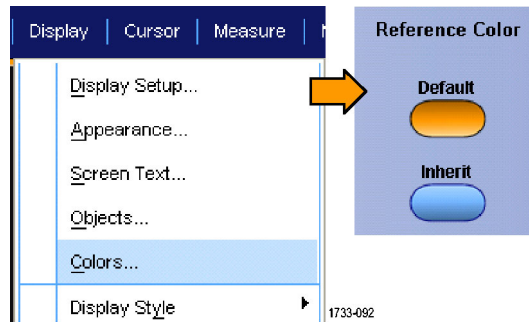 Display Cursor Measure
Display Setup...
Appearance...
Screen Text...
Objects...
Colors...
Display Style
Reference Color
Default
Inherit
1733-092